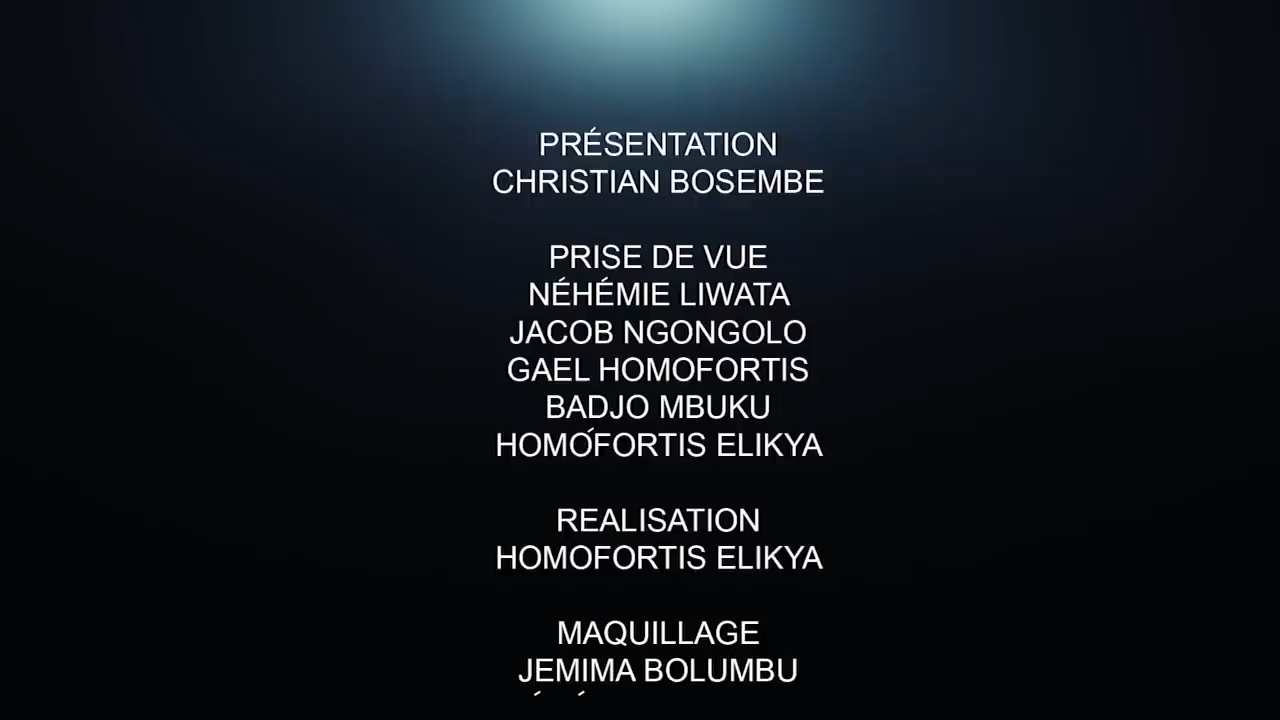 PRÉSENTATION
CHRISTIAN BOSEMBE
PRISE DE VUE
NÉHÉMIE LIWATA
JACOB NGONGOLO
GAEL HOMOFORTIS
BADJO MBUKU
HOMOFORTIS ELIKYA
REALISATION
HOMOFORTIS ELIKYA
MAQUILLAGE
JEMIMA BOLUMBU